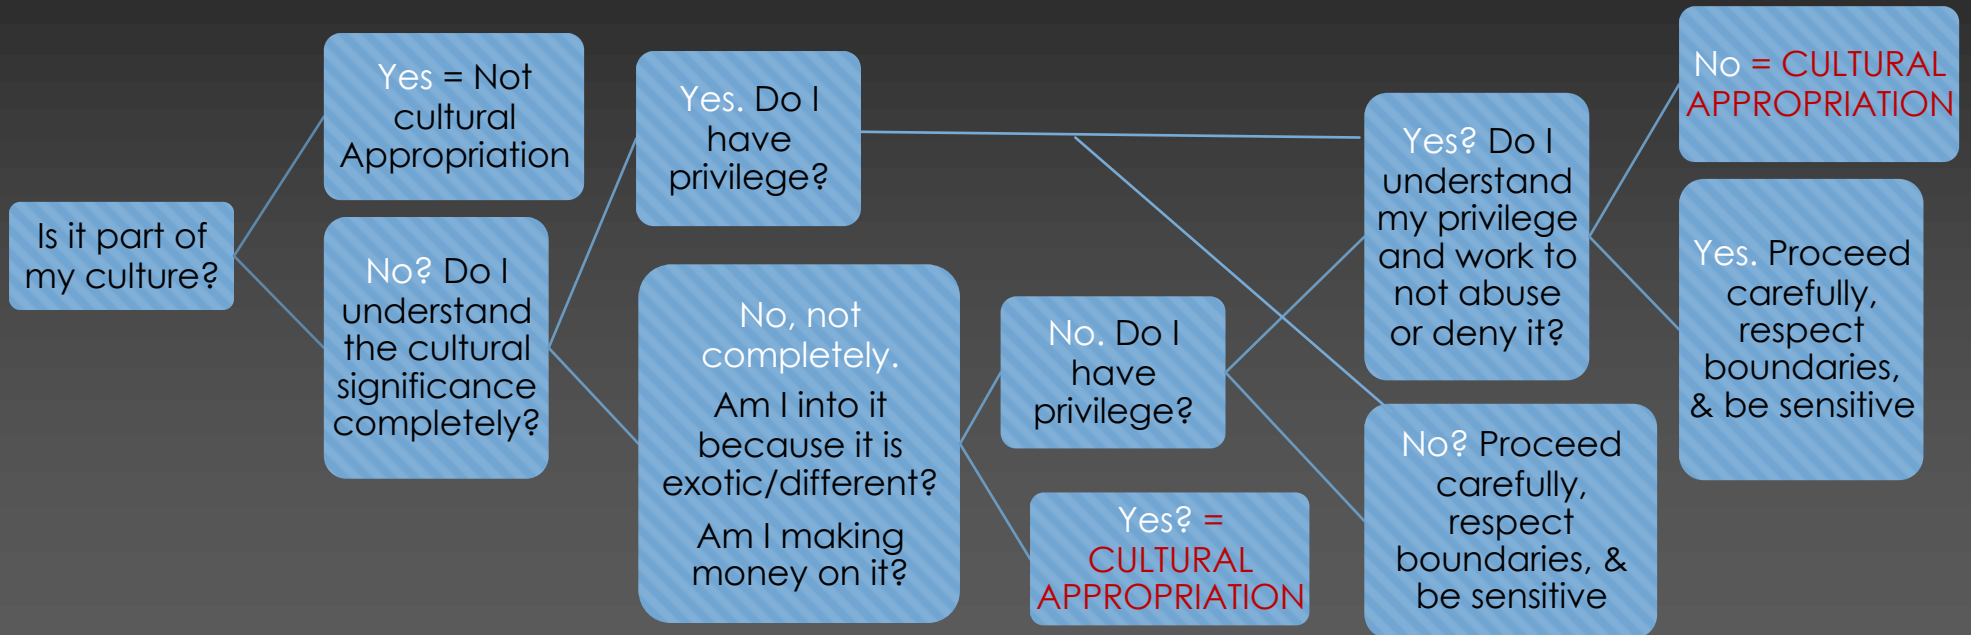 Is it part of
my culture?
Yes = Not
cultural
Appropriation
No? Do I
understand
the cultural
significance
completely?
Yes. Do I
have
privilege?
No, not
completely.
Am I into it
because it is
exotic/different?
Am I making
money on it?
No. Do I
have
privilege?
Yes? =
CULTURAL
APPROPRIATION
Yes? Do I
understand
my privilege
and work to
not abuse
or deny it?
No? Proceed
carefully,
respect
boundaries, &
be sensitive
No = CULTURAL
APPROPRIATION
Yes. Proceed
carefully,
respect
boundaries,
& be sensitive